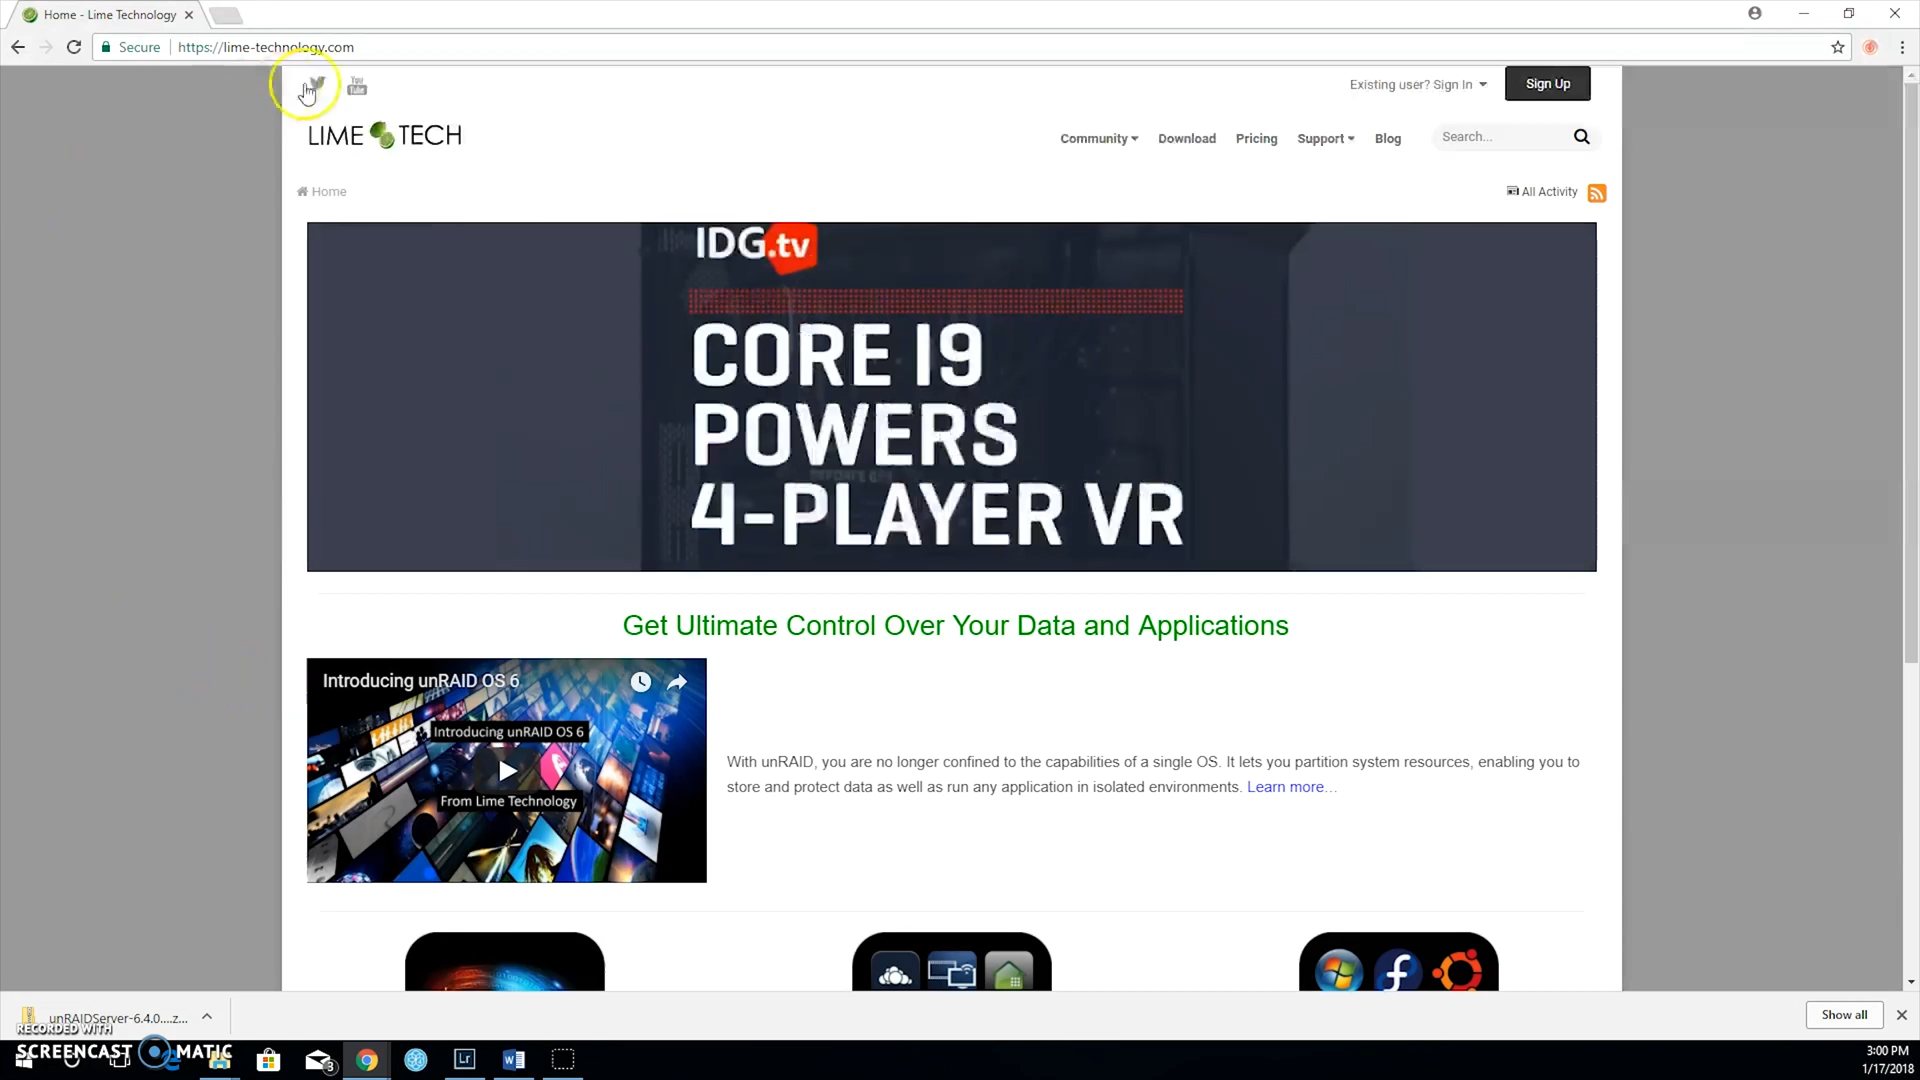 Home - Lime Technology
Secure
https://lime-technology.com
You
Tube
Existing user? Sign In
Sign Up
LIME TECH
Community
Download
Pricing
Support
Blog
Search...
Home
All Activity
IDG.tv
CORE I9
POWERS
4-PLAYER VR
Get Ultimate Control Over Your Data and Applications
Introducing unRAID OS 6
Introducing unRAID OS 6
From Lime Technology
With unRAID, you are no longer confined to the capabilities of a single OS. It lets you partition system resources, enabling you to
store and protect data as well as run any application in isolated environments. Learn more...
unRAIDServer-6.4.0....z...
Show all
RECORDED WITH
SCREENCAST MATIC
3
Lr
3:00 PM
1/17/2018